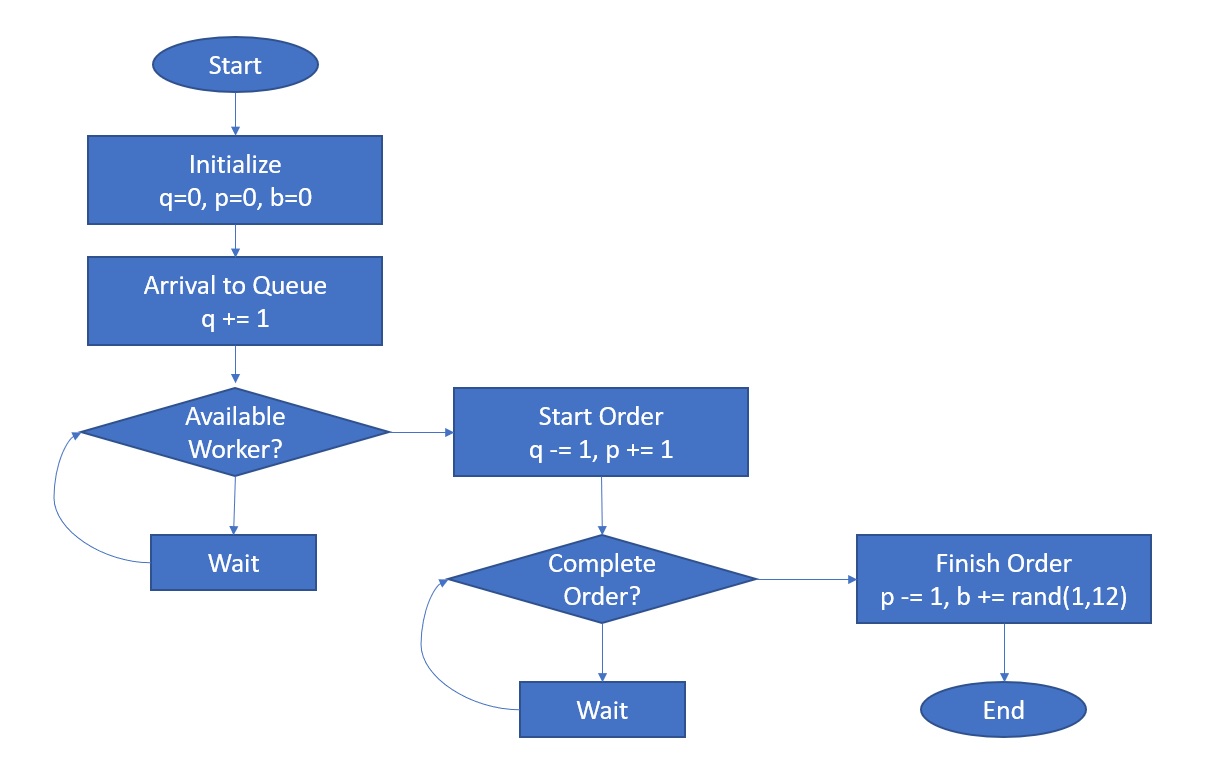 Start
Initialize
q=0, p=0, b=0
Arrival to Queue
q += 1
Available
Worker?
Start Order
q -= 1, p += 1
Wait
Complete
Order?
Finish Order
p -= 1, b += rand(1,12)
Wait
End